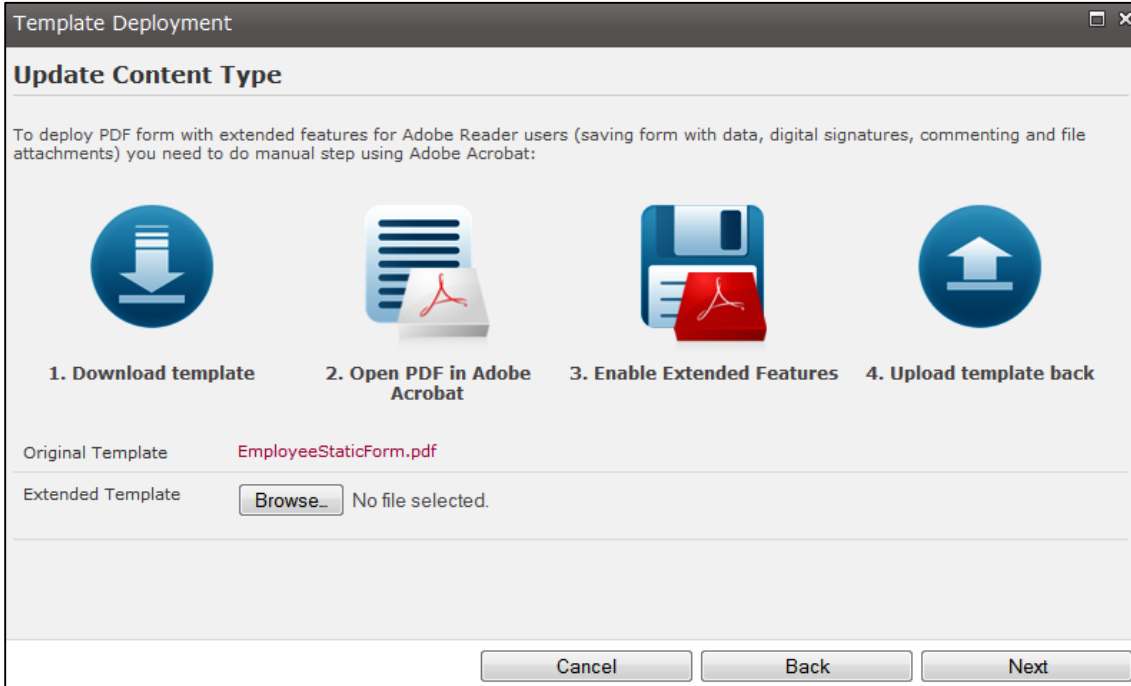 Template Deployment
Update Content Type
To deploy PDF form with extended features for Adobe Reader users (saving form with data, digital signatures, commenting and file
attachments) you need to do manual step using Adobe Acrobat:
1. Download template
2. Open PDF in Adobe
Acrobat
3. Enable Extended Features
4. Upload template back
Original Template EmployeeStaticForm.pdf
Extended Template Browse... No file selected.
Cancel Back Next